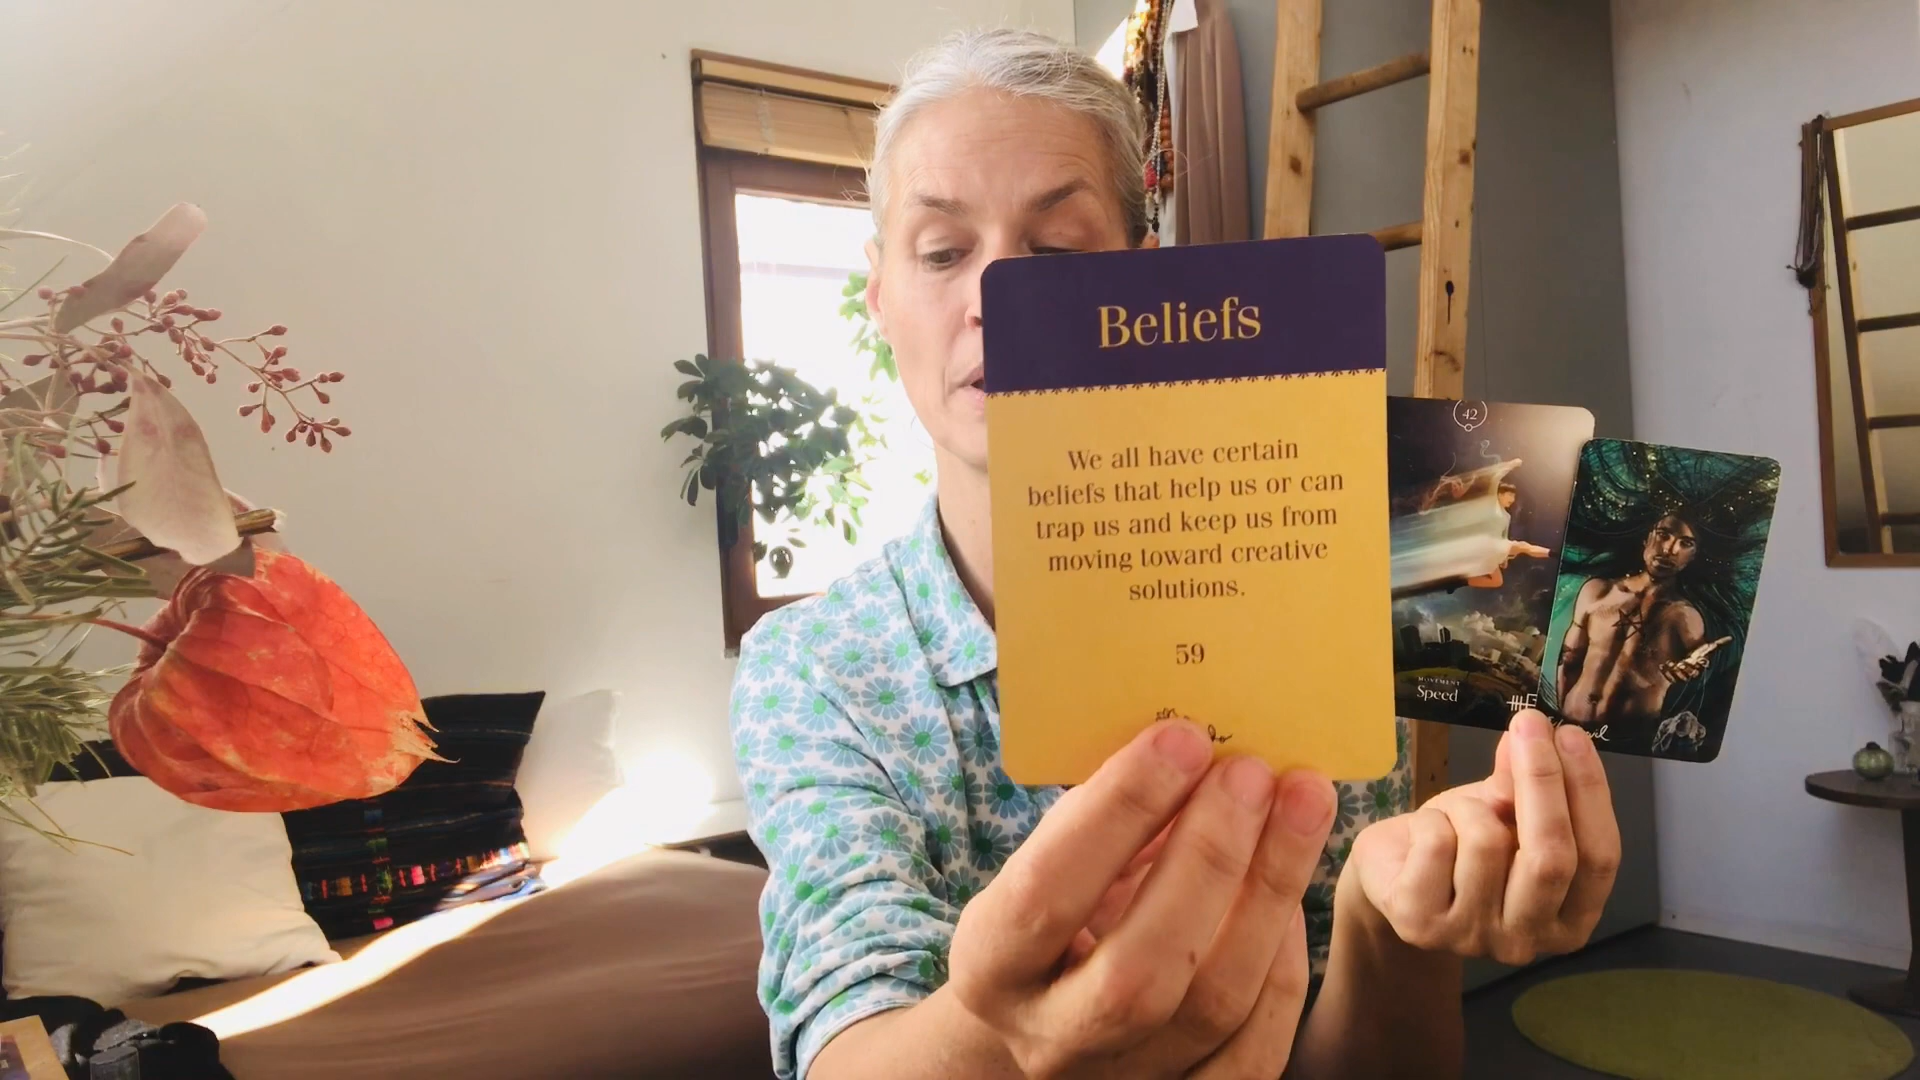 Beliefs
We all have certain
beliefs that help us or can
trap us and keep us from
moving toward creative
solutions.
59
42
MOVEMENT
Speed